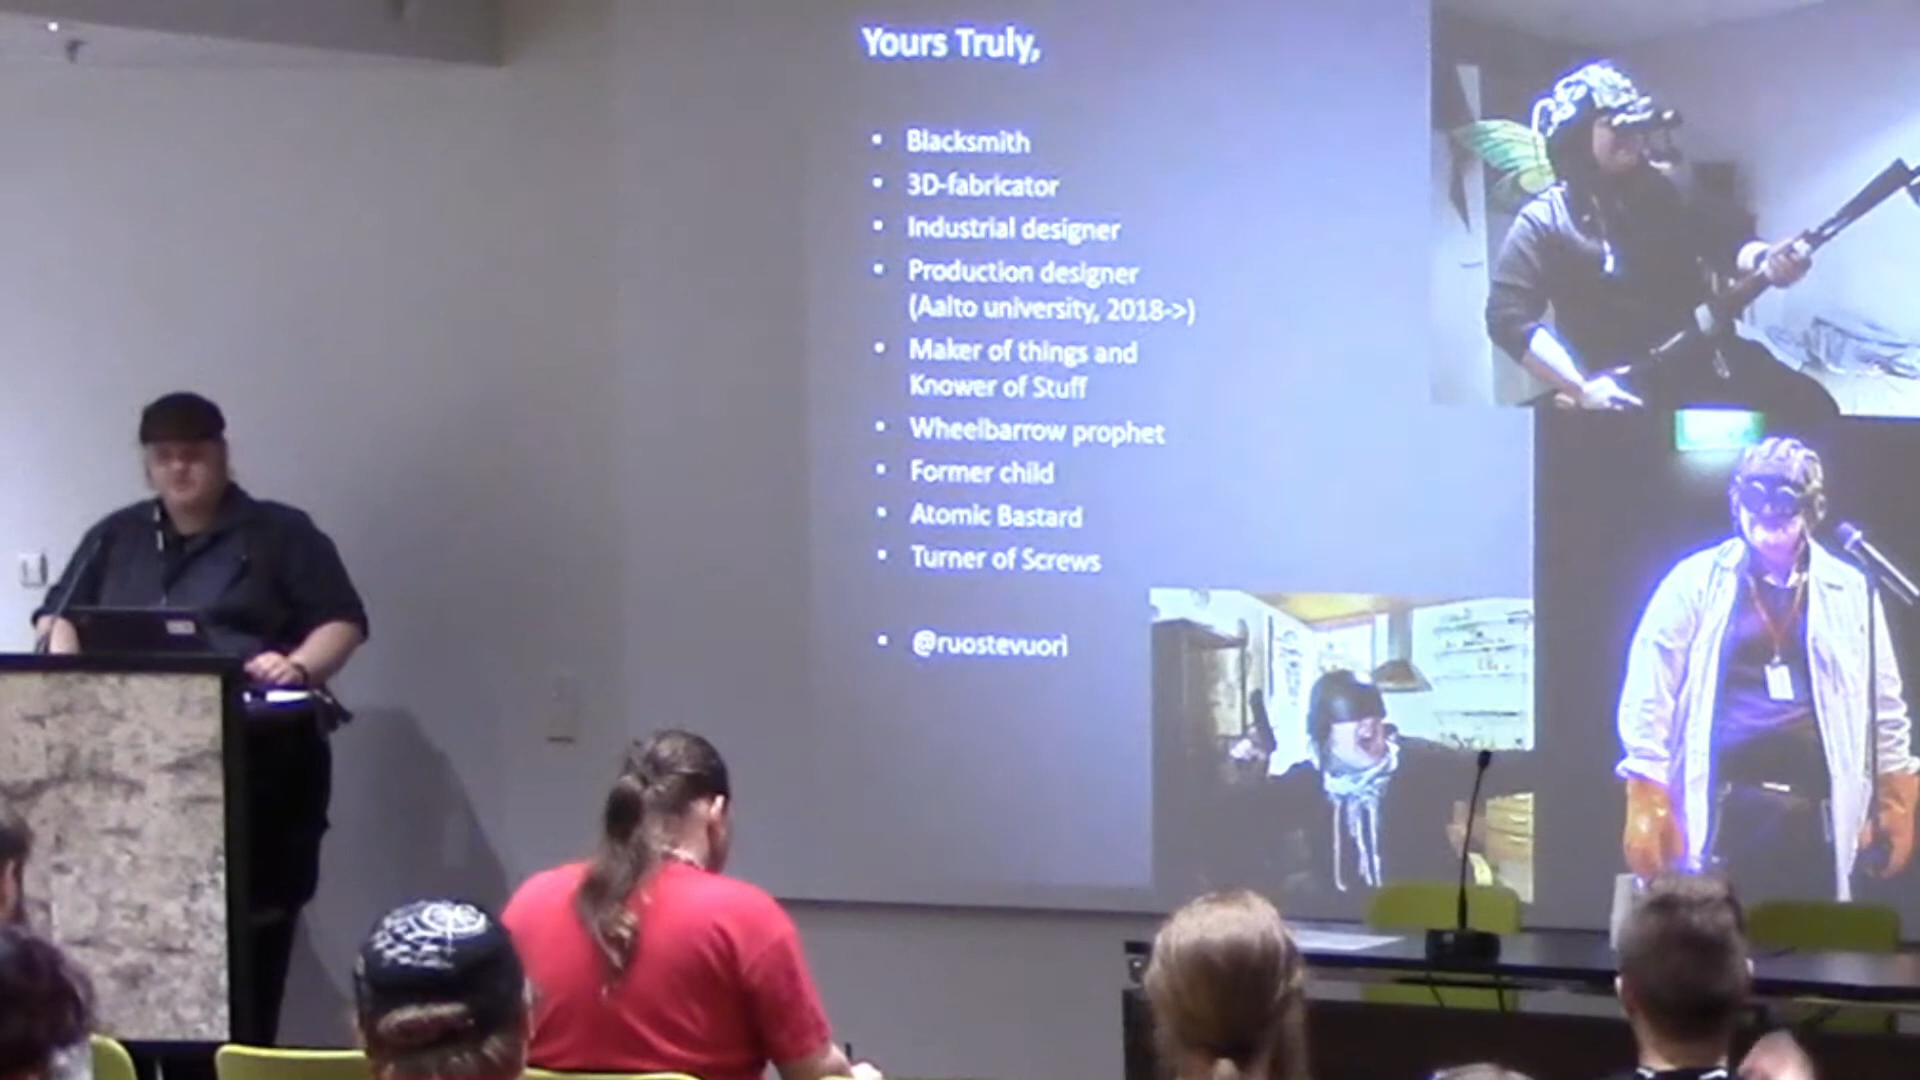 Yours Truly,
• Blacksmith
• 3D-fabricator
• Industrial designer
• Production designer
(Aalto university, 2018->)
• Maker of things and
Knower of Stuff
• Wheelbarrow prophet
• Former child
• Atomic Bastard
• Turner of Screws
• @ruostevuori